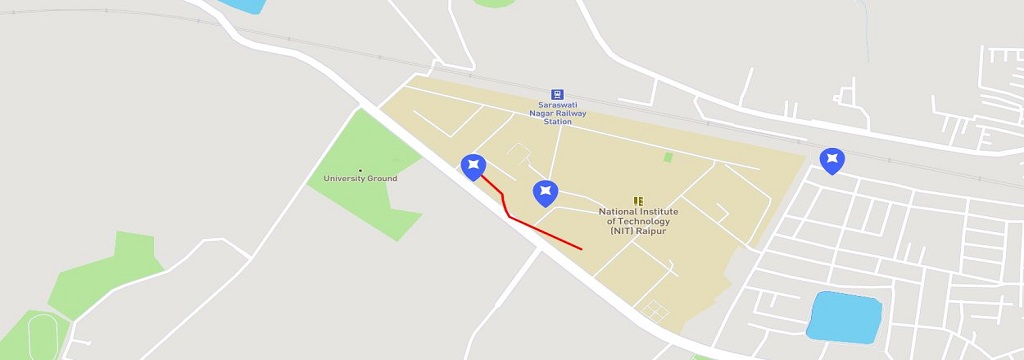 Saraswati
Nagar Railway
Station
University Ground
National Institute
of Technology
(NIT) Raipur